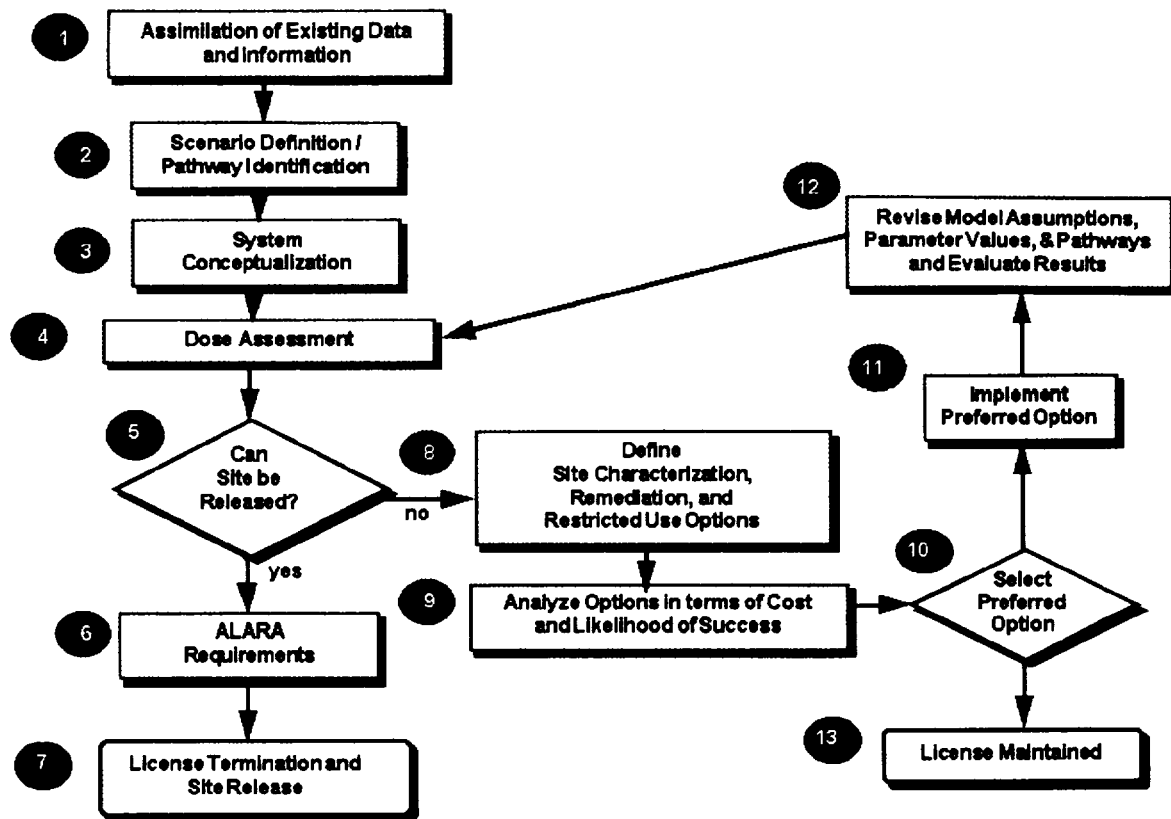 1
Assimilation of Existing Data
and Information
2
Scenario Definition /
Pathway Identification
3
System
Conceptualization
4
Dose Assessment
5
Can
Site be
Released?
no
yes
6
ALARA
Requirements
7
License Termination and
Site Release
8
Define
Site Characterization,
Remediation, and
Restricted Use Options
9
Analyze Options in terms of Cost
and Likelihood of Success
10
Select
Preferred
Option
11
Implement
Preferred Option
12
Revise Model Assumptions,
Parameter Values, & Pathways
and Evaluate Results
13
License Maintained